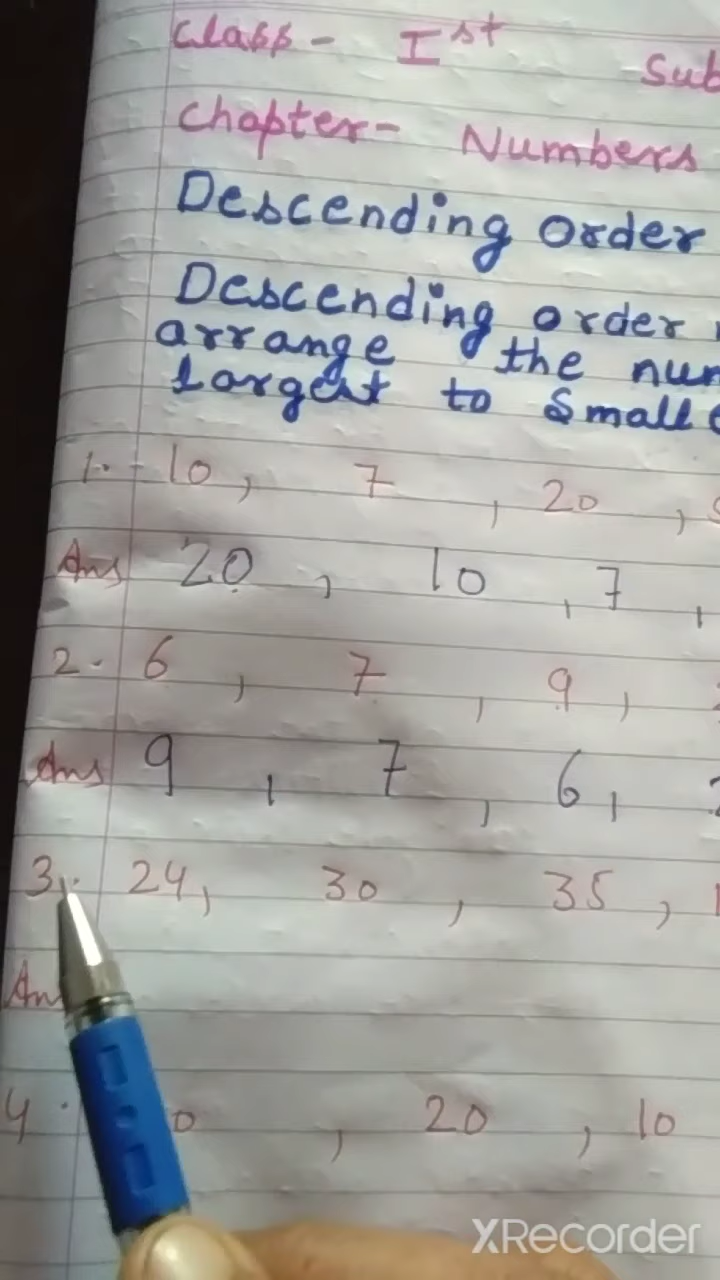 Class - Ist Sub
Chapter - Numbers
Descending order
Descending order
arrange the num
largest to small
1. 10, 7, 20,
Ans 20, 10, 7,
2. 6, 7, 9,
Ans 9, 7, 6,
3. 24, 30, 35,
Ans
4. 0, 20, 10
XRecorder